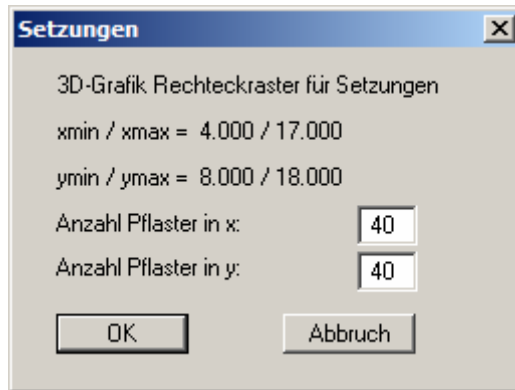 Setzungen
3D-Grafik Rechteckraster für Setzungen
xmin / xmax = 4.000 / 17.000
ymin / ymax = 8.000 / 18.000
Anzahl Pflaster in x: 40
Anzahl Pflaster in y: 40
OK Abbruch